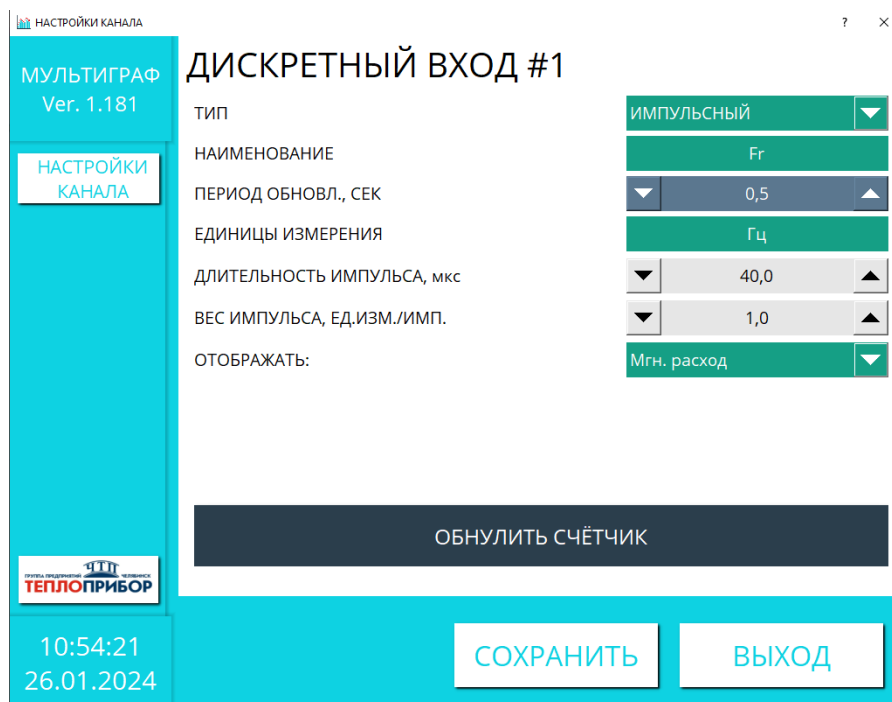 НАСТРОЙКИ КАНАЛА
? ×
МУЛЬТИГРАФ
Ver. 1.181
НАСТРОЙКИ
КАНАЛА
ДИСКРЕТНЫЙ ВХОД #1
ТИП ИМПУЛЬСНЫЙ
НАИМЕНОВАНИЕ Fr
ПЕРИОД ОБНОВЛ., СЕК 0,5
ЕДИНИЦЫ ИЗМЕРЕНИЯ Гц
ДЛИТЕЛЬНОСТЬ ИМПУЛЬСА, мкс 40,0
ВЕС ИМПУЛЬСА, ЕД.ИЗМ./ИМП. 1,0
ОТОБРАЖАТЬ: Мгн. расход
ОБНУЛИТЬ СЧЁТЧИК
ЧТП
ГРУППА ПРЕДПРИЯТИЙ ЧЕЛЯБИНСК
ТЕПЛОПРИБОР
10:54:21
26.01.2024
СОХРАНИТЬ
ВЫХОД